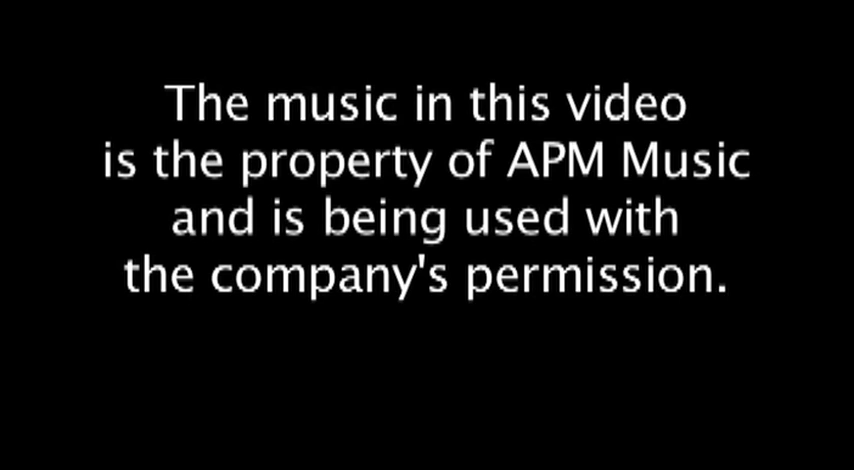 The music in this video
is the property of APM Music
and is being used with
the company's permission.